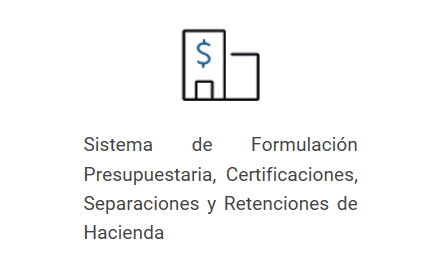 $
Sistema de Formulación
Presupuestaria, Certificaciones,
Separaciones y Retenciones de
Hacienda